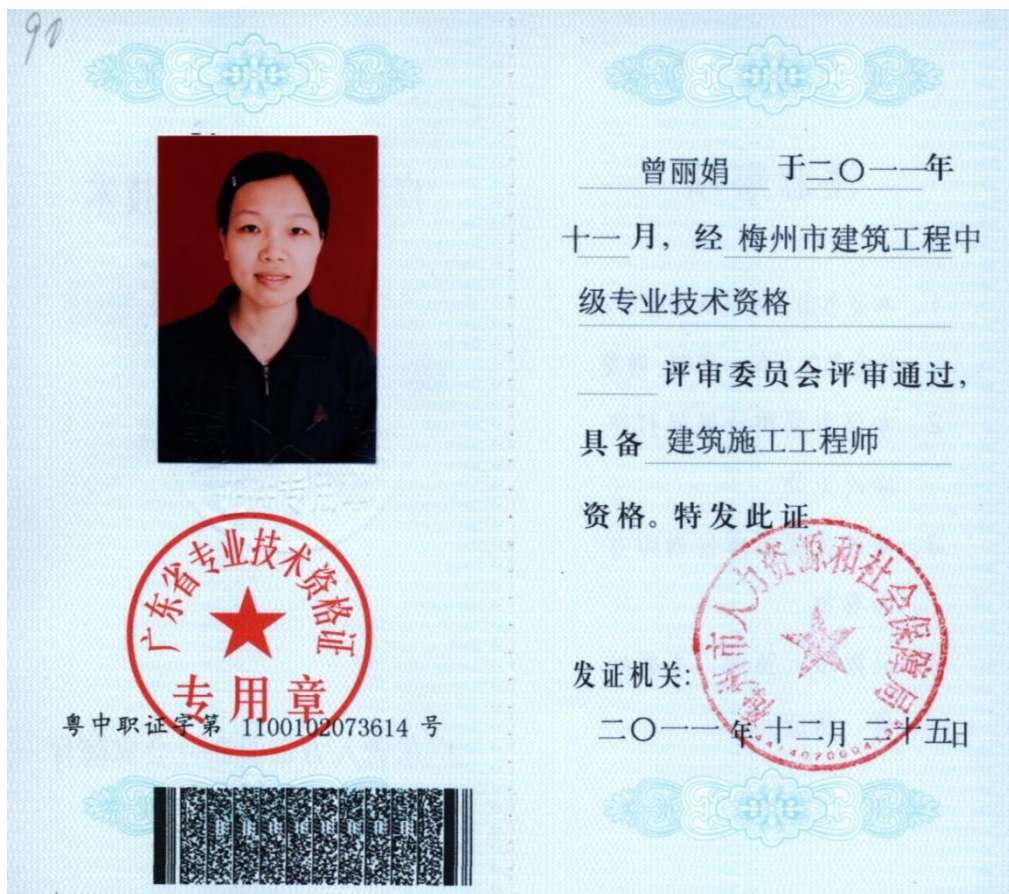 90
广东省专业技术资格证
专用章
粤中职证字第 1100102073614 号
曾丽娟 于二〇一一年
十一月，经 梅州市建筑工程中
级专业技术资格
评审委员会评审通过，
具备 建筑施工工程师
资格。特发此证
梅州市人力资源和社会保障局
发证机关：
二〇一一年十二月二十五日